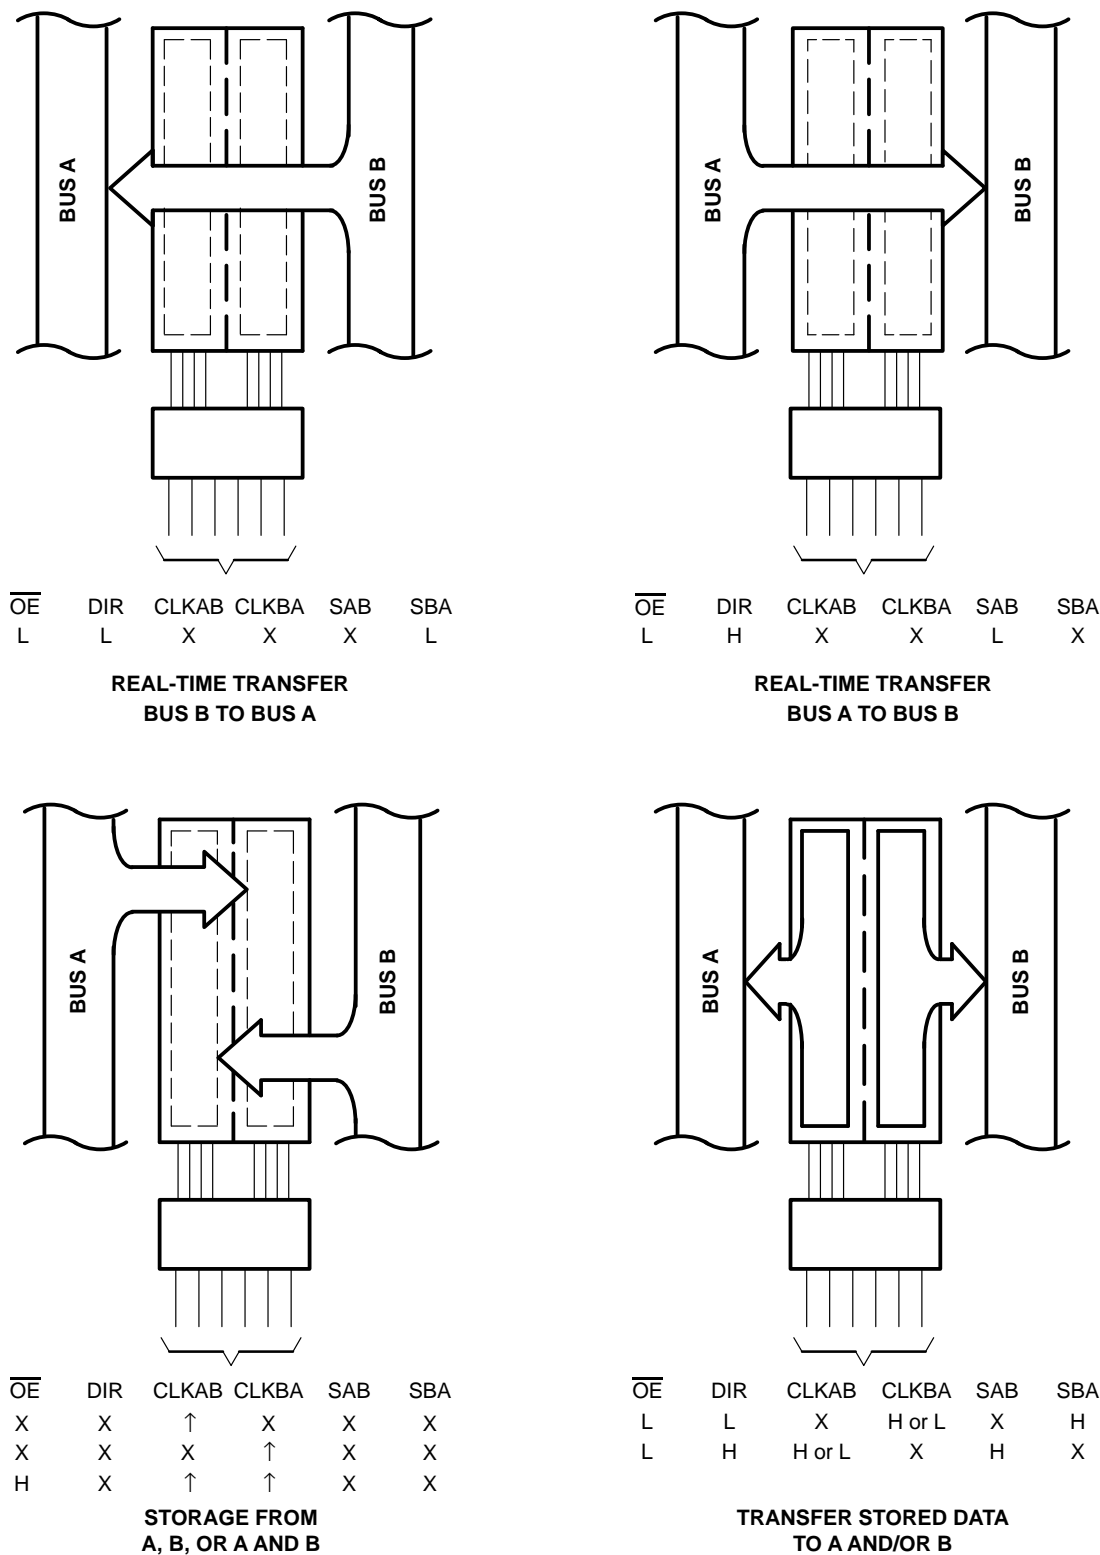 BUS A
BUS B
OE DIR CLKAB CLKBA SAB SBA
L L X X X L
REAL-TIME TRANSFER
BUS B TO BUS A
BUS A
BUS B
OE DIR CLKAB CLKBA SAB SBA
L H X X L X
REAL-TIME TRANSFER
BUS A TO BUS B
BUS A
BUS B
OE DIR CLKAB CLKBA SAB SBA
X X ↑ X X X
X X X ↑ X X
H X ↑ ↑ X X
STORAGE FROM
A, B, OR A AND B
BUS A
BUS B
OE DIR CLKAB CLKBA SAB SBA
L L X H or L X H
L H H or L X H X
TRANSFER STORED DATA
TO A AND/OR B